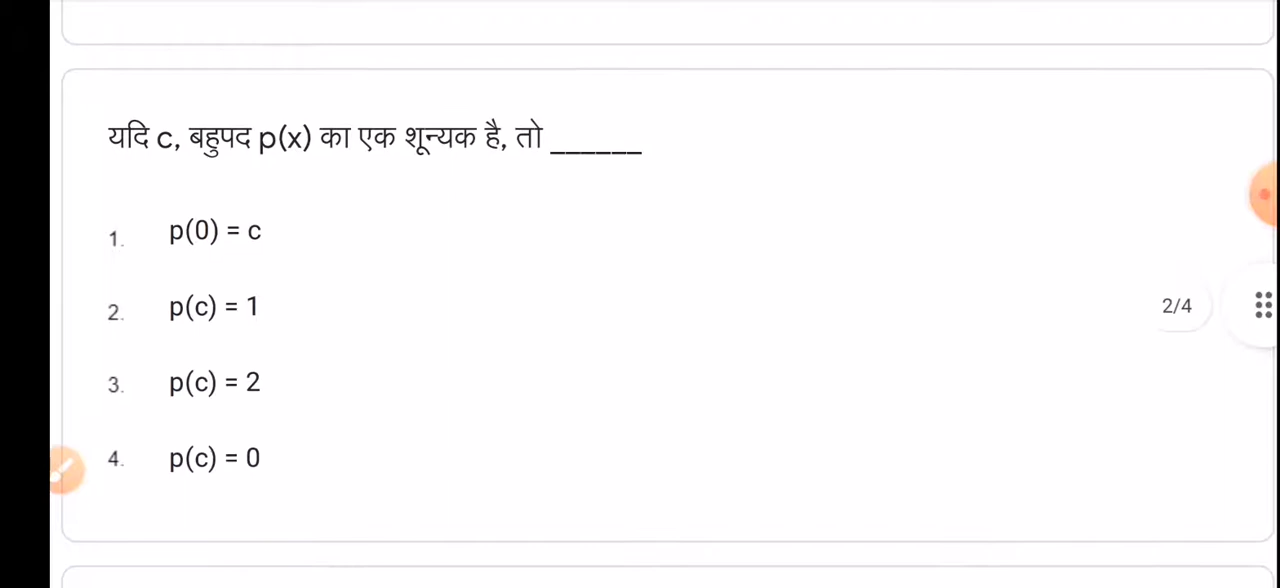 यदि c, बहुपद p(x) का एक शून्यक है, तो ______
1. p(0) = c
2. p(c) = 1
2/4
3. p(c) = 2
4. p(c) = 0